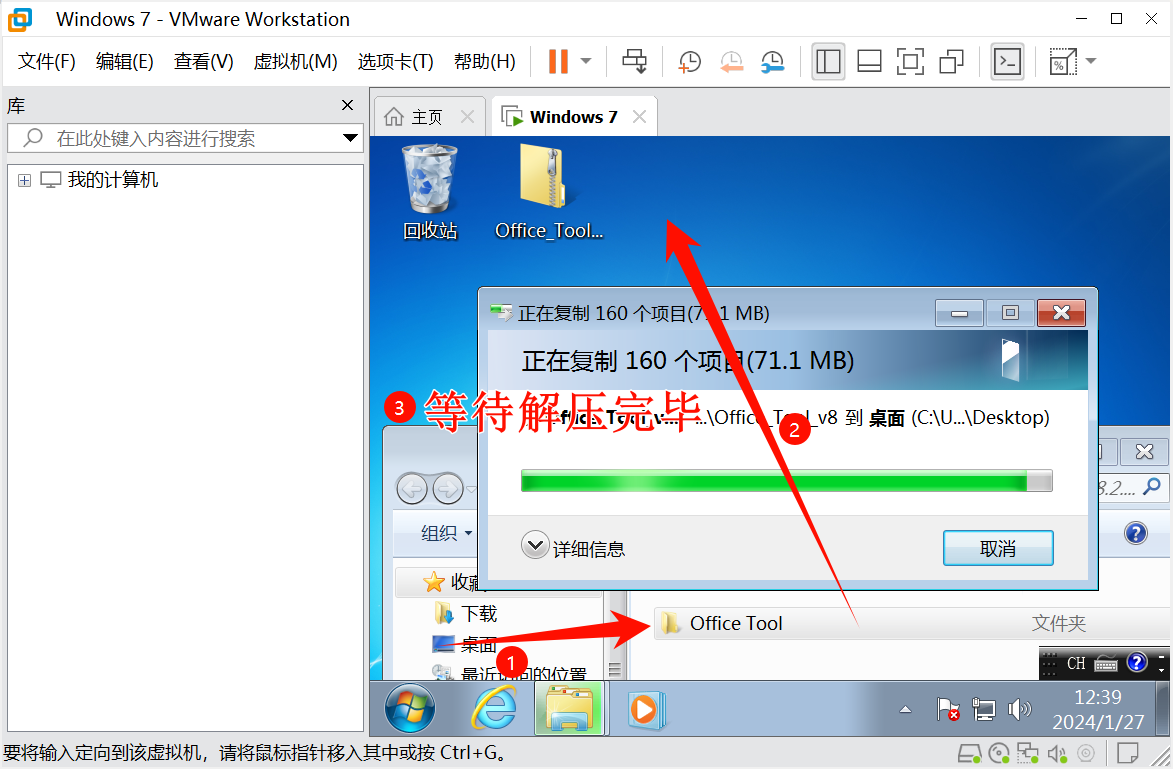 Windows 7 - VMware Workstation
文件(F) 编辑(E) 查看(V) 虚拟机(M) 选项卡(T) 帮助(H)
库
主页
Windows 7
在此处键入内容进行搜索
我的计算机
回收站
Office_Tool...
正在复制 160 个项目(71.1 MB)
正在复制 160 个项目(71.1 MB)
3 等待解压完毕
...\Office_Tool_v8 到 桌面 (C:\U...\Desktop)
2
8.2....
组织
详细信息
取消
收藏
下载
Office Tool 文件夹
桌面
1
最近访问的位置
CH
12:39
2024/1/27
要将输入定向到该虚拟机，请将鼠标指针移入其中或按 Ctrl+G。